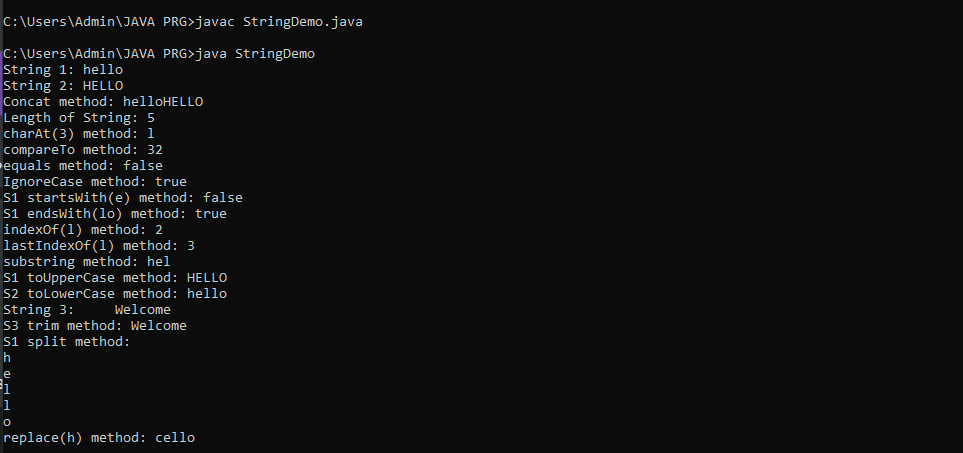 C:\Users\Admin\JAVA PRG>javac StringDemo.java
C:\Users\Admin\JAVA PRG>java StringDemo
String 1: hello
String 2: HELLO
Concat method: helloHELLO
Length of String: 5
charAt(3) method: l
compareTo method: 32
equals method: false
IgnoreCase method: true
S1 startsWith(e) method: false
S1 endsWith(lo) method: true
indexOf(l) method: 2
lastIndexOf(l) method: 3
substring method: hel
S1 toUpperCase method: HELLO
S2 toLowerCase method: hello
String 3:     Welcome
S3 trim method: Welcome
S1 split method:
h
e
l
l
o
replace(h) method: cello